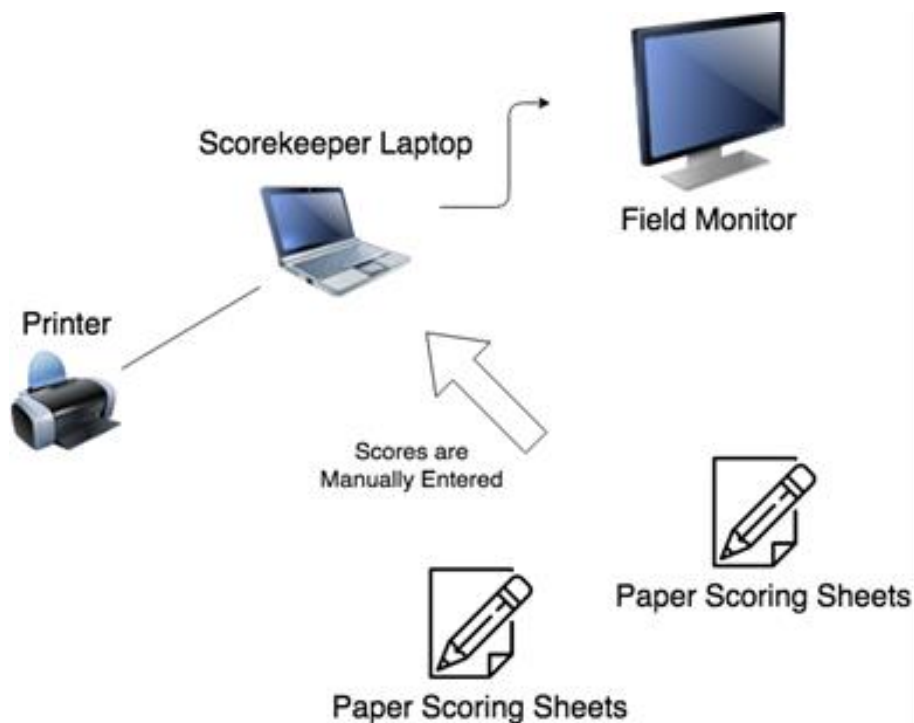 Scorekeeper Laptop
Field Monitor
Printer
Scores are
Manually Entered
Paper Scoring Sheets
Paper Scoring Sheets